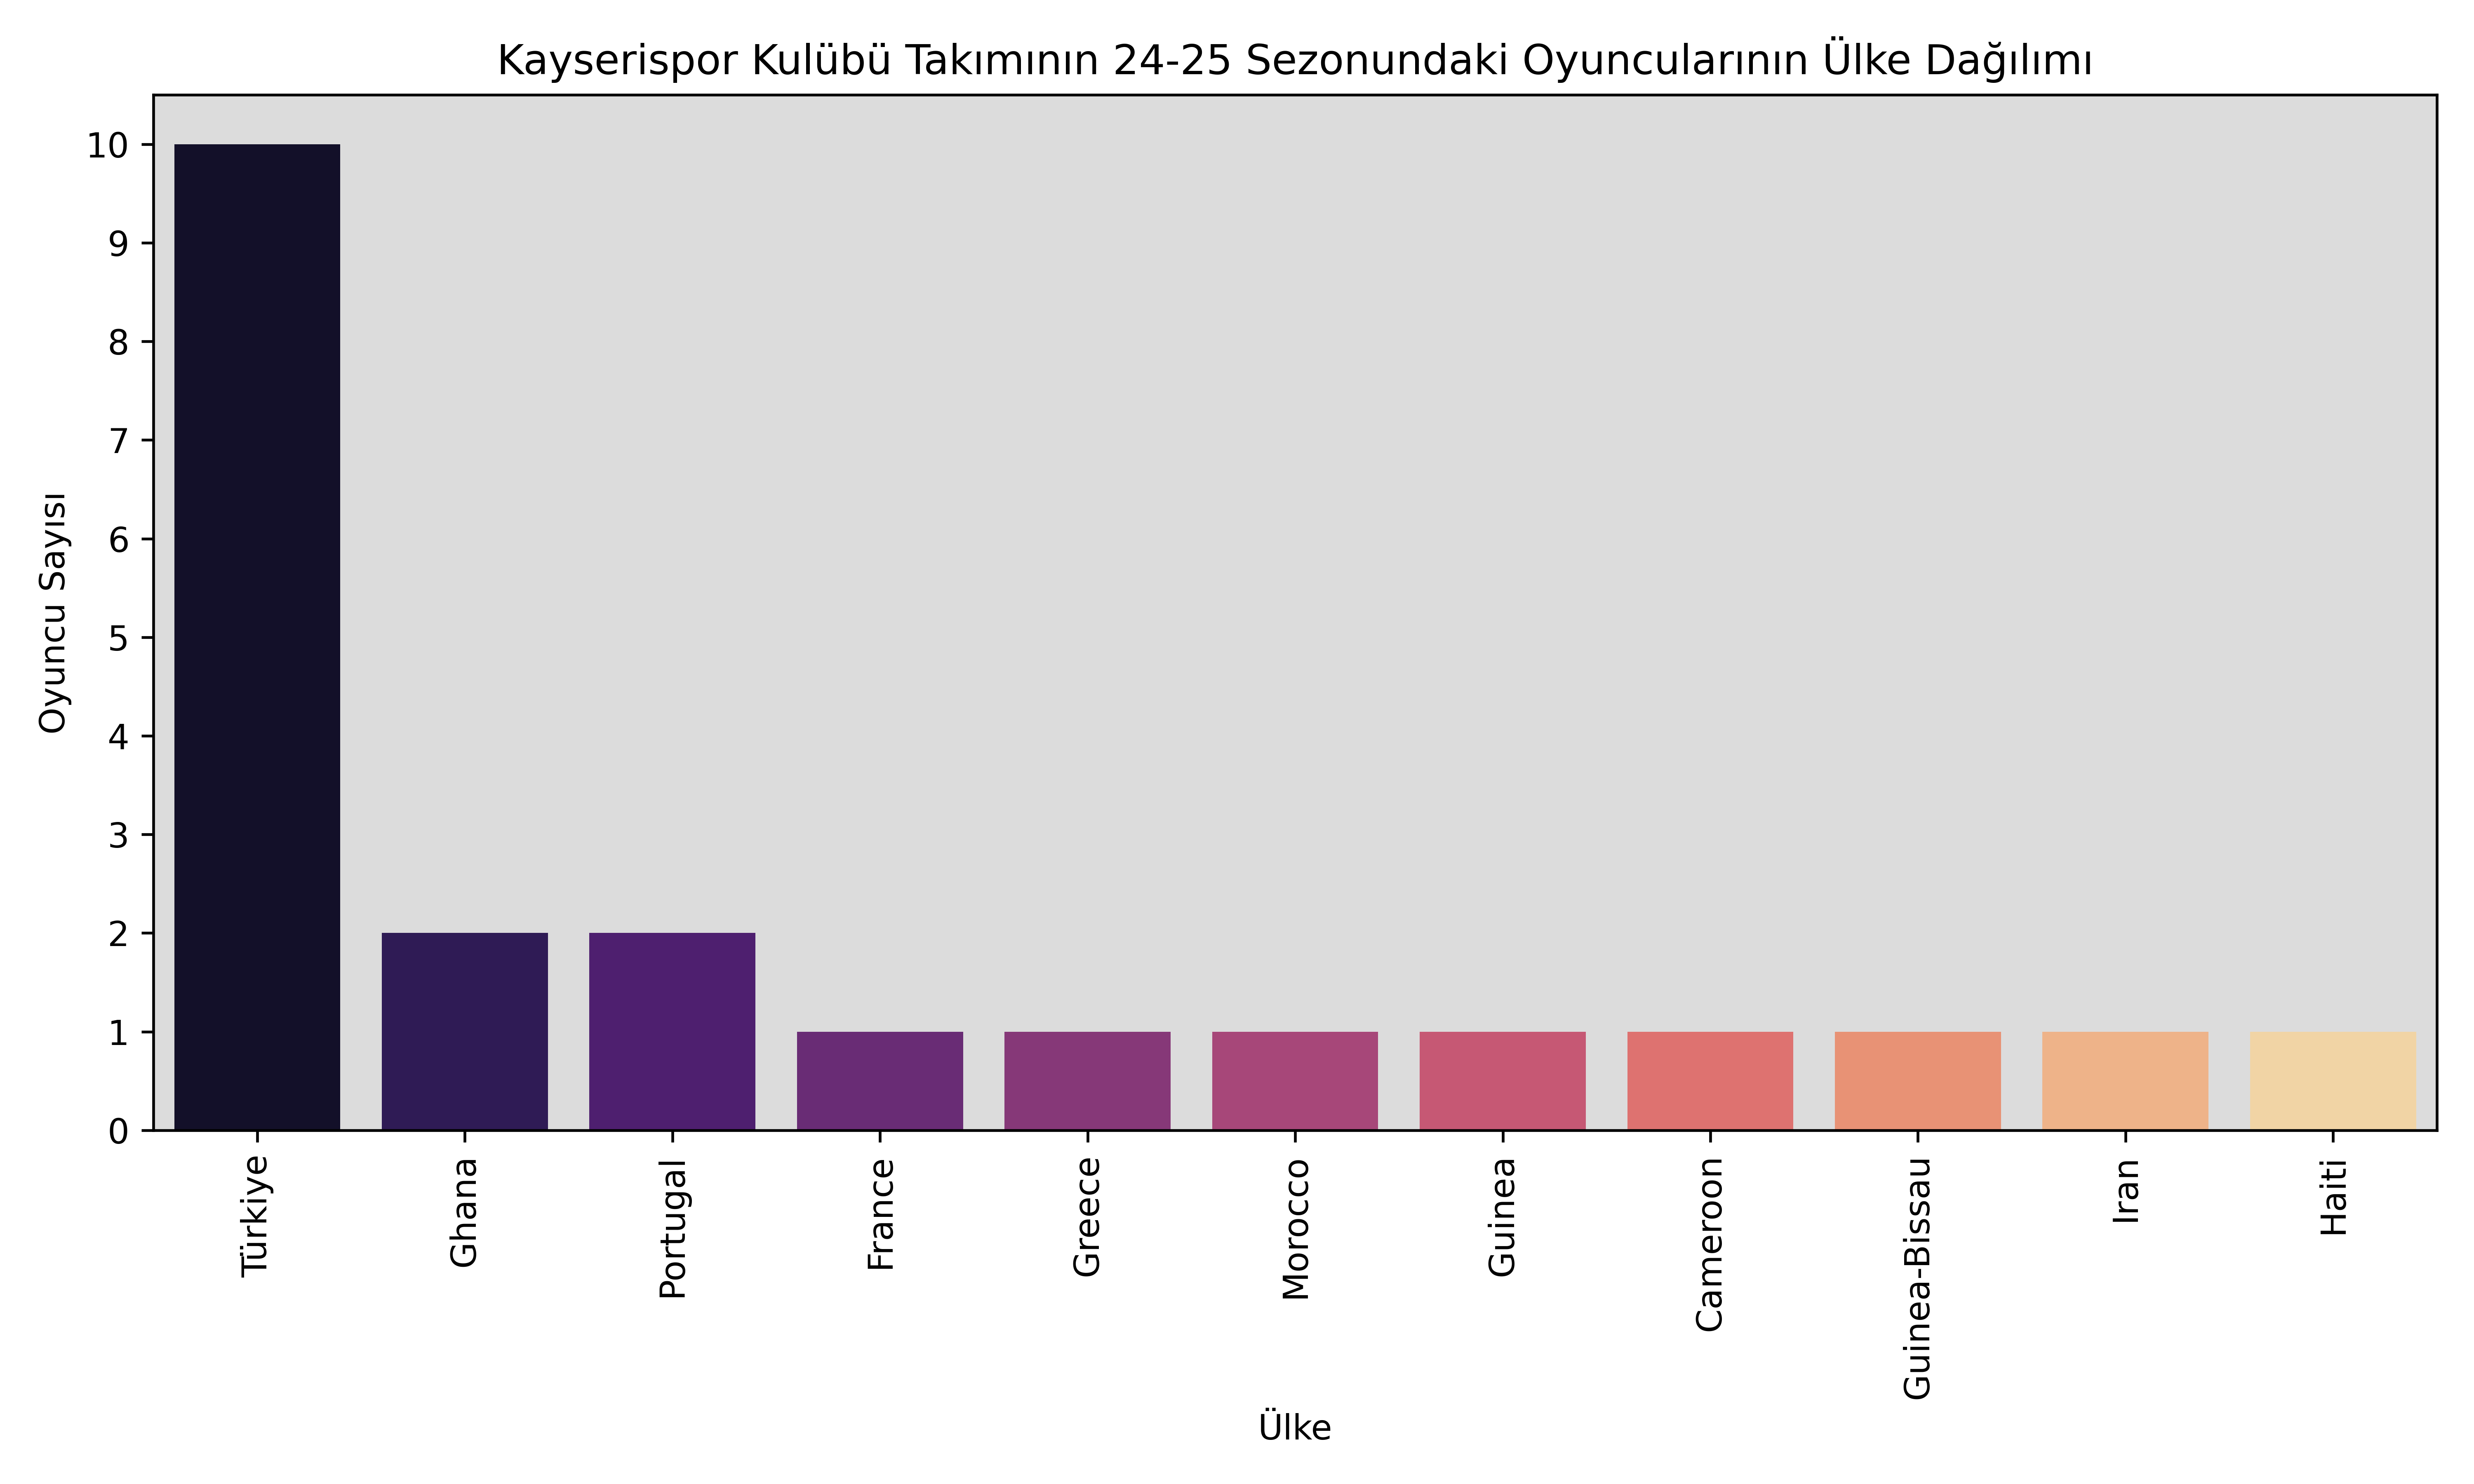 Kayserispor Kulübü Takımının 24-25 Sezonundaki Oyuncularının Ülke Dağılımı
Oyuncu Sayısı
10
9
8
7
6
5
4
3
2
1
0
Türkiye
Ghana
Portugal
France
Greece
Morocco
Guinea
Cameroon
Guinea-Bissau
Iran
Haiti
Ülke